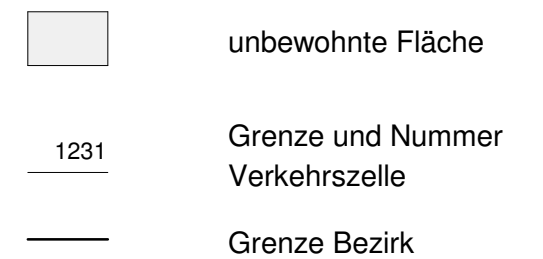 unbewohnte Fläche
1231
Grenze und Nummer
Verkehrszelle
Grenze Bezirk